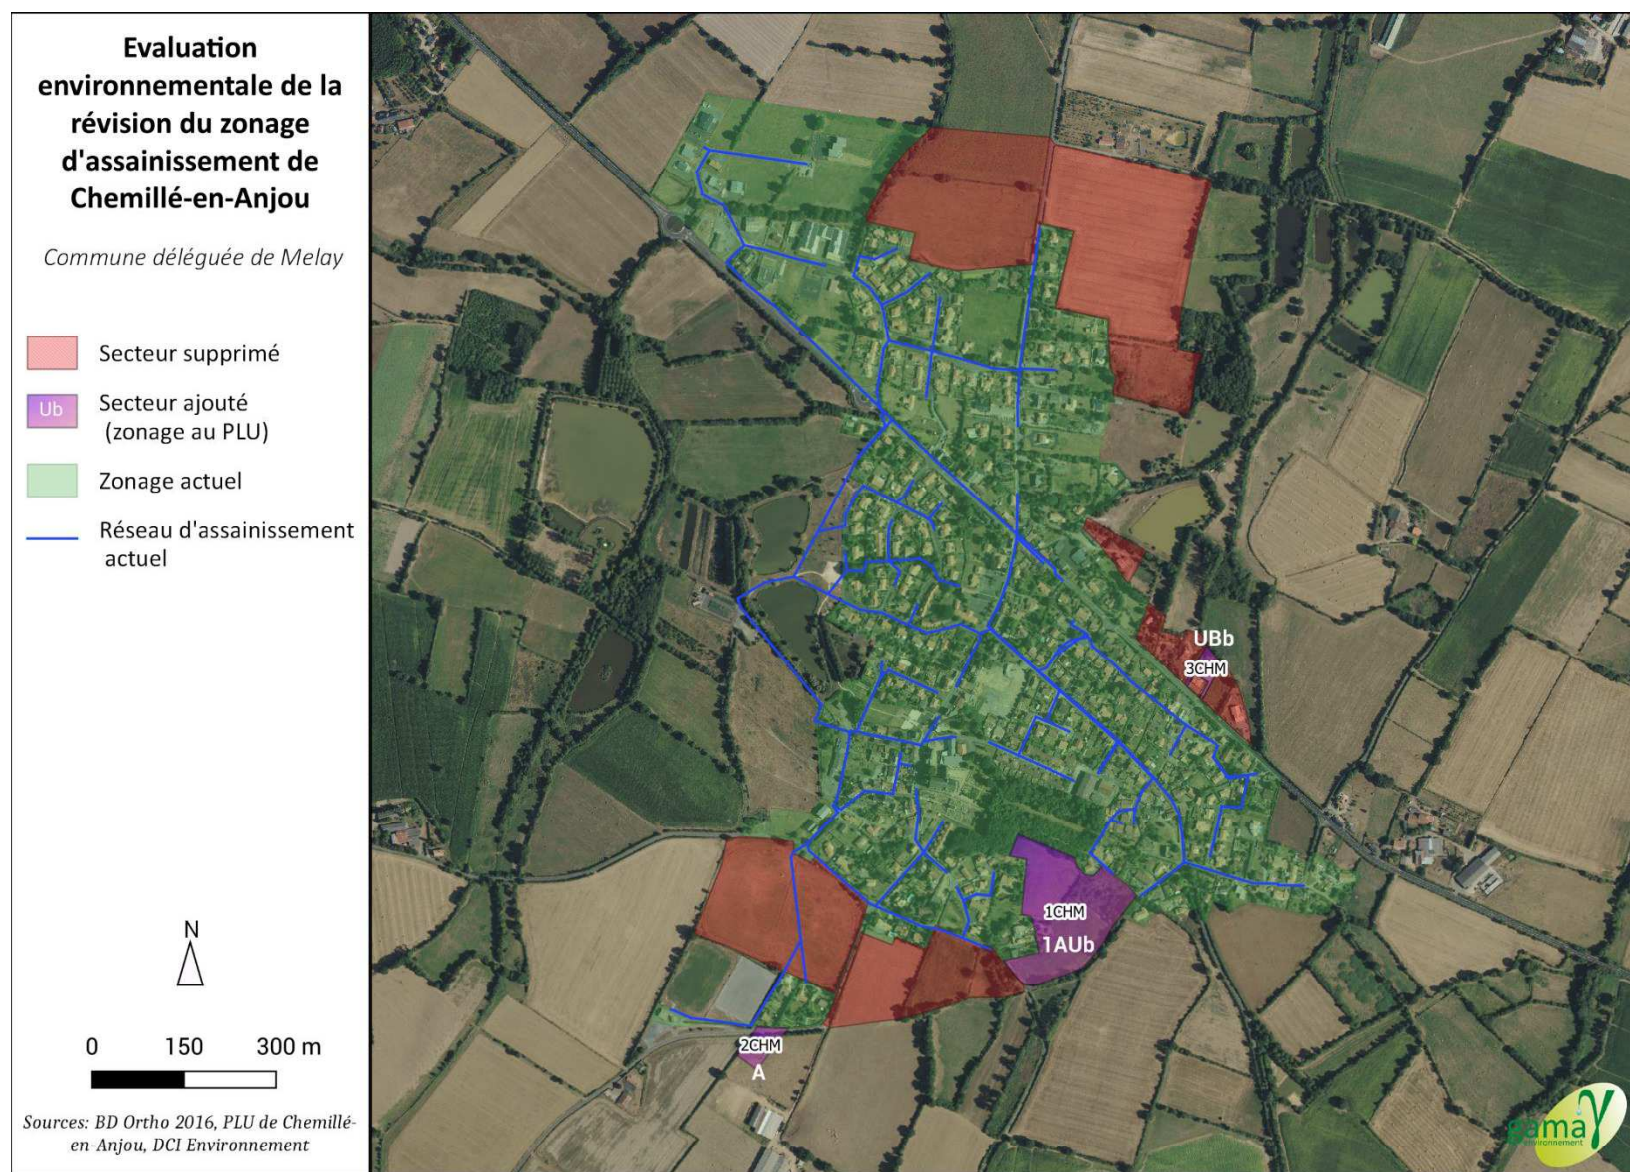 Evaluation
environnementale de la
révision du zonage
d'assainissement de
Chemillé-en-Anjou
Commune déléguée de Melay
Secteur supprimé
Ub
Secteur ajouté
(zonage au PLU)
Zonage actuel
Réseau d'assainissement
actuel
N
0 150 300 m
Sources: BD Ortho 2016, PLU de Chemillé-
en-Anjou, DCI Environnement
UBb
3CHM
1CHM
1AUb
2CHM
A
gama
environnement